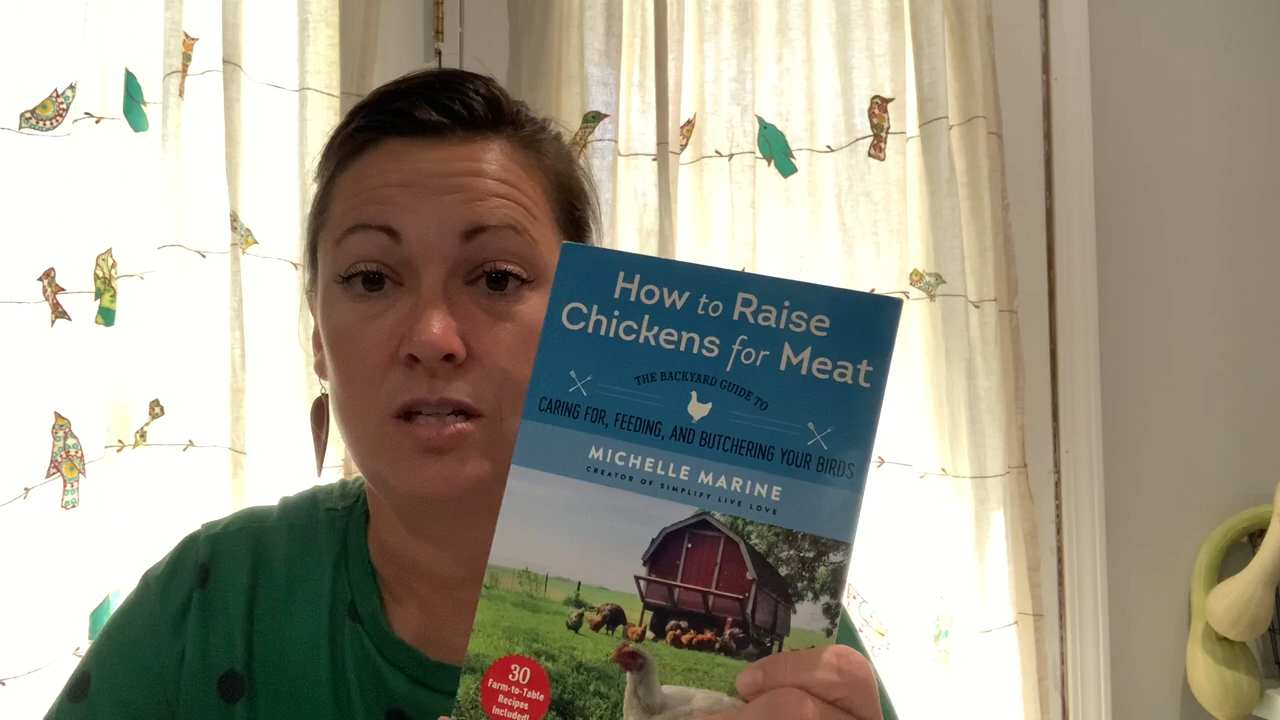 How to Raise
Chickens for Meat
THE BACKYARD GUIDE TO
CARING FOR, FEEDING, AND BUTCHERING YOUR BIRDS
MICHELLE MARINE
CREATOR OF SIMPLIFY LIVE LOVE
30
Farm-to-Table
Recipes
Included!